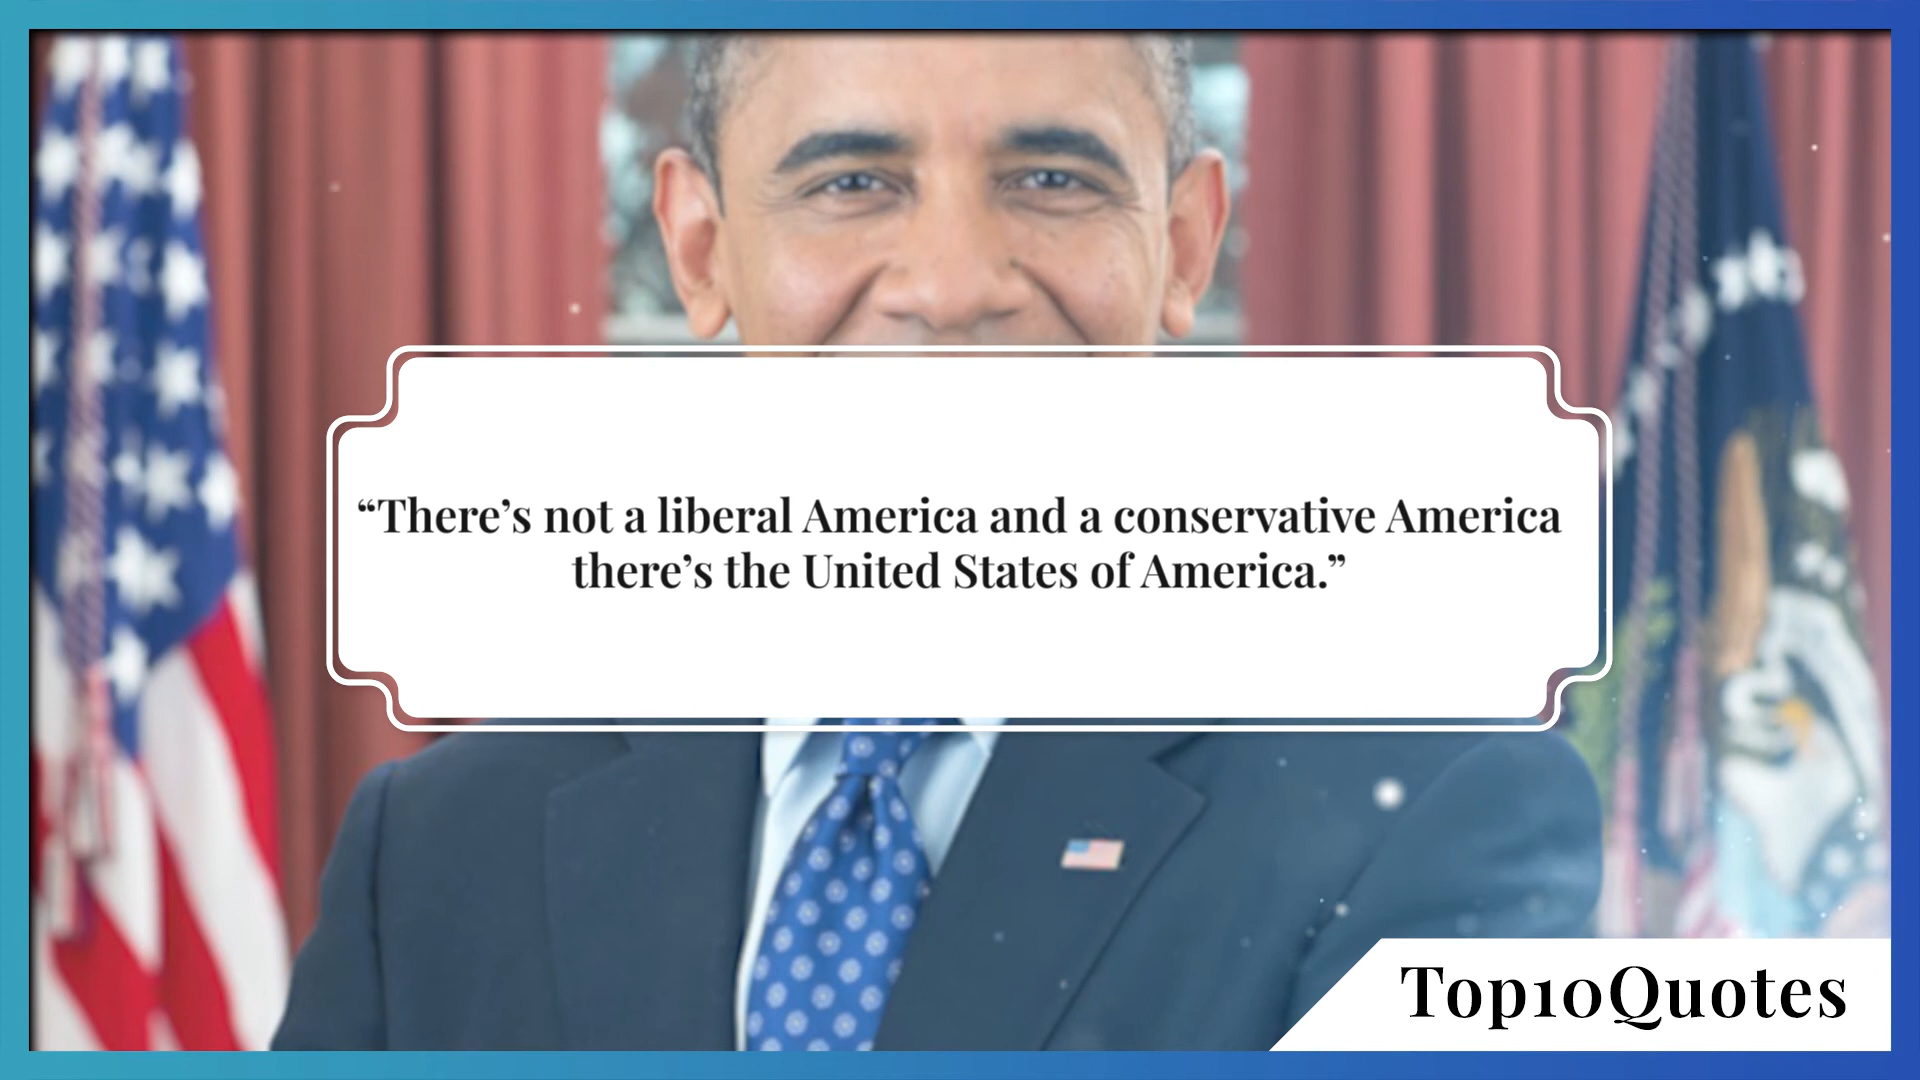 “There’s not a liberal America and a conservative America
there’s the United States of America.”
Top10Quotes